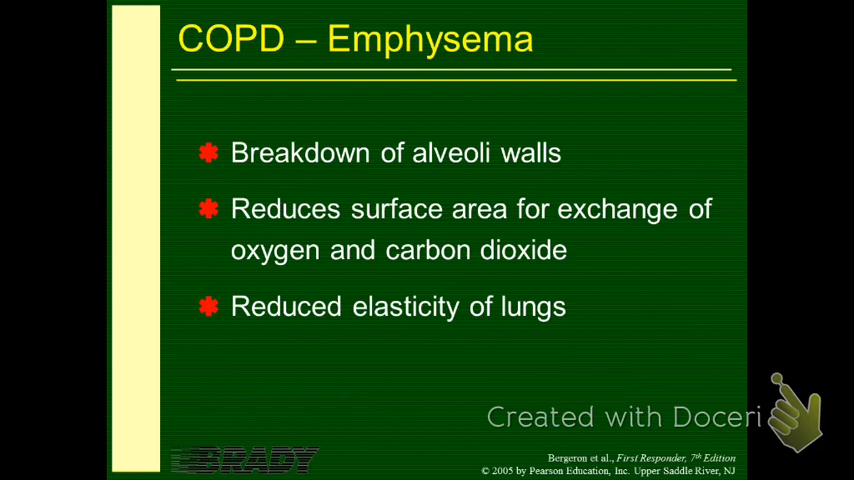 COPD – Emphysema
Breakdown of alveoli walls
Reduces surface area for exchange of
oxygen and carbon dioxide
Reduced elasticity of lungs
Created with Doceri
BRADY
Bergeron et al., First Responder, 7th Edition
© 2005 by Pearson Education, Inc. Upper Saddle River, NJ